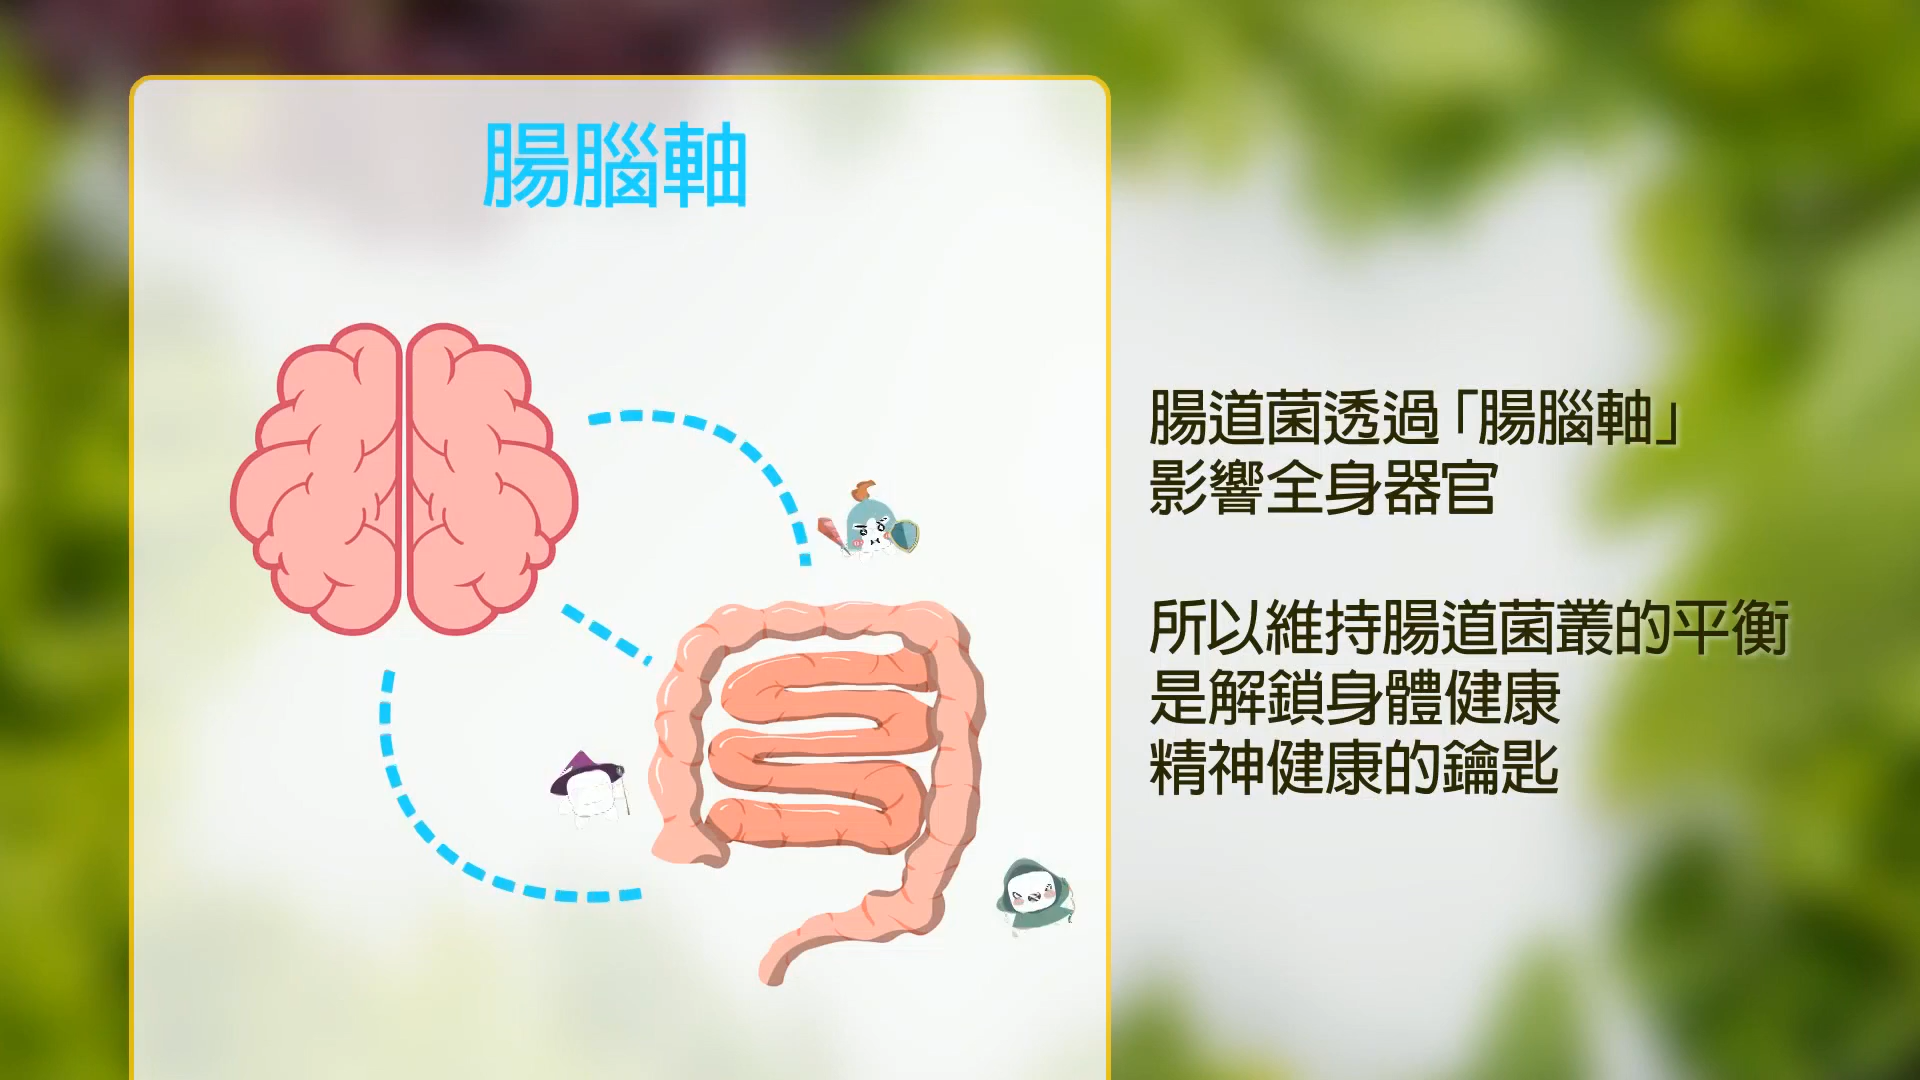 腸腦軸
腸道菌透過「腸腦軸」
影響全身器官
所以維持腸道菌叢的平衡
是解鎖身體健康
精神健康的鑰匙